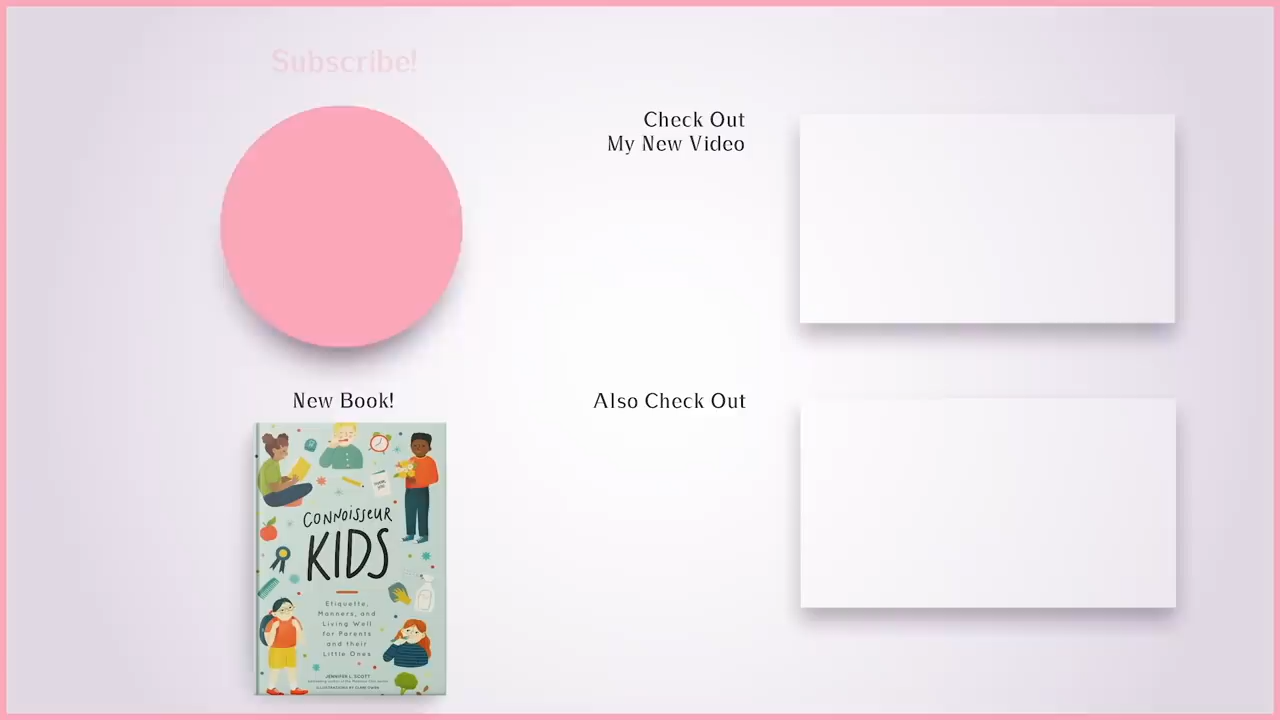 Subscribe!
Check Out
My New Video
New Book!
Also Check Out
CONNOISSEUR
KIDS
Etiquette,
Manners, and
Living Well
for Parents
and their
Little Ones
JENNIFER L. SCOTT